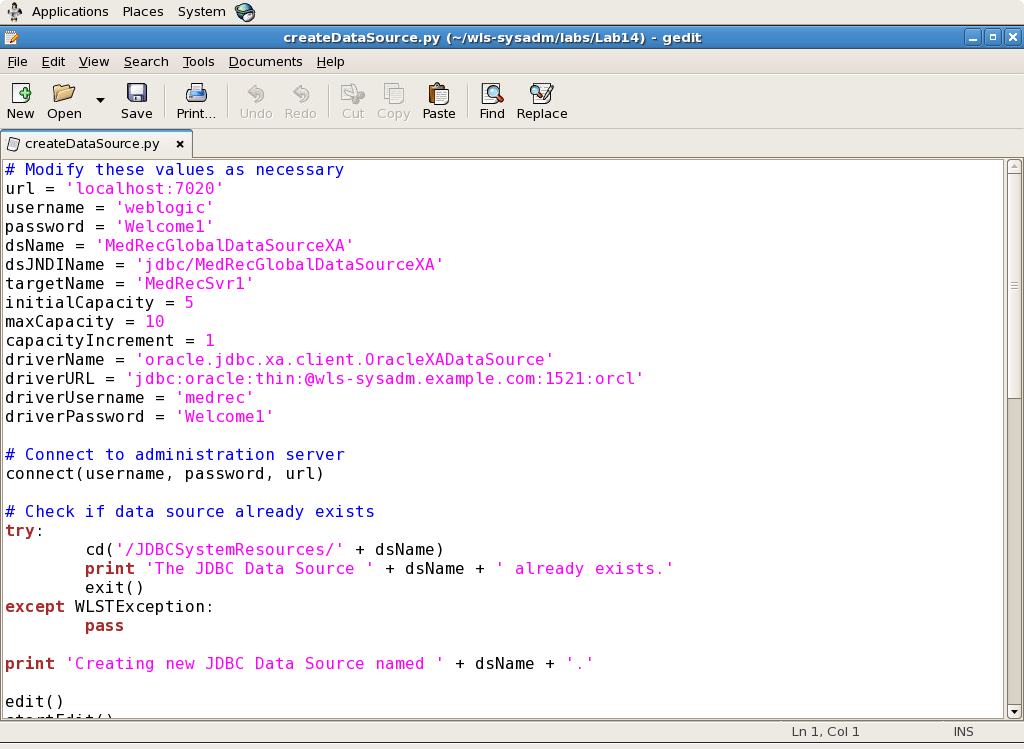 Applications Places System
createDataSource.py (~/wls-sysadm/labs/Lab14) - gedit
File Edit View Search Tools Documents Help
New Open Save Print... Undo Redo Cut Copy Paste Find Replace
createDataSource.py
# Modify these values as necessary
url = 'localhost:7020'
username = 'weblogic'
password = 'Welcome1'
dsName = 'MedRecGlobalDataSourceXA'
dsJNDIName = 'jdbc/MedRecGlobalDataSourceXA'
targetName = 'MedRecSvr1'
initialCapacity = 5
maxCapacity = 10
capacityIncrement = 1
driverName = 'oracle.jdbc.xa.client.OracleXADataSource'
driverURL = 'jdbc:oracle:thin:@wls-sysadm.example.com:1521:orcl'
driverUsername = 'medrec'
driverPassword = 'Welcome1'

# Connect to administration server
connect(username, password, url)

# Check if data source already exists
try:
        cd('/JDBCSystemResources/' + dsName)
        print 'The JDBC Data Source ' + dsName + ' already exists.'
        exit()
except WLSTException:
        pass

print 'Creating new JDBC Data Source named ' + dsName + '.'

edit()
startEdit()
Ln 1, Col 1 INS